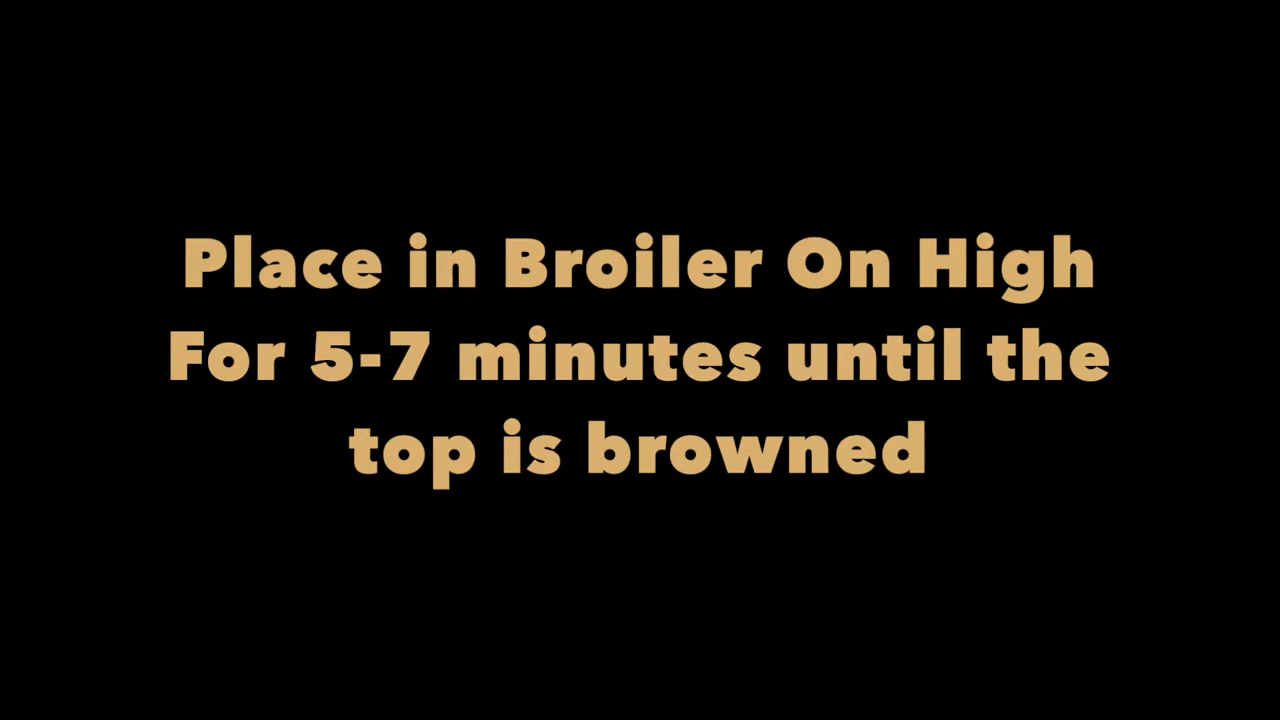 Place in Broiler On High
For 5-7 minutes until the
top is browned